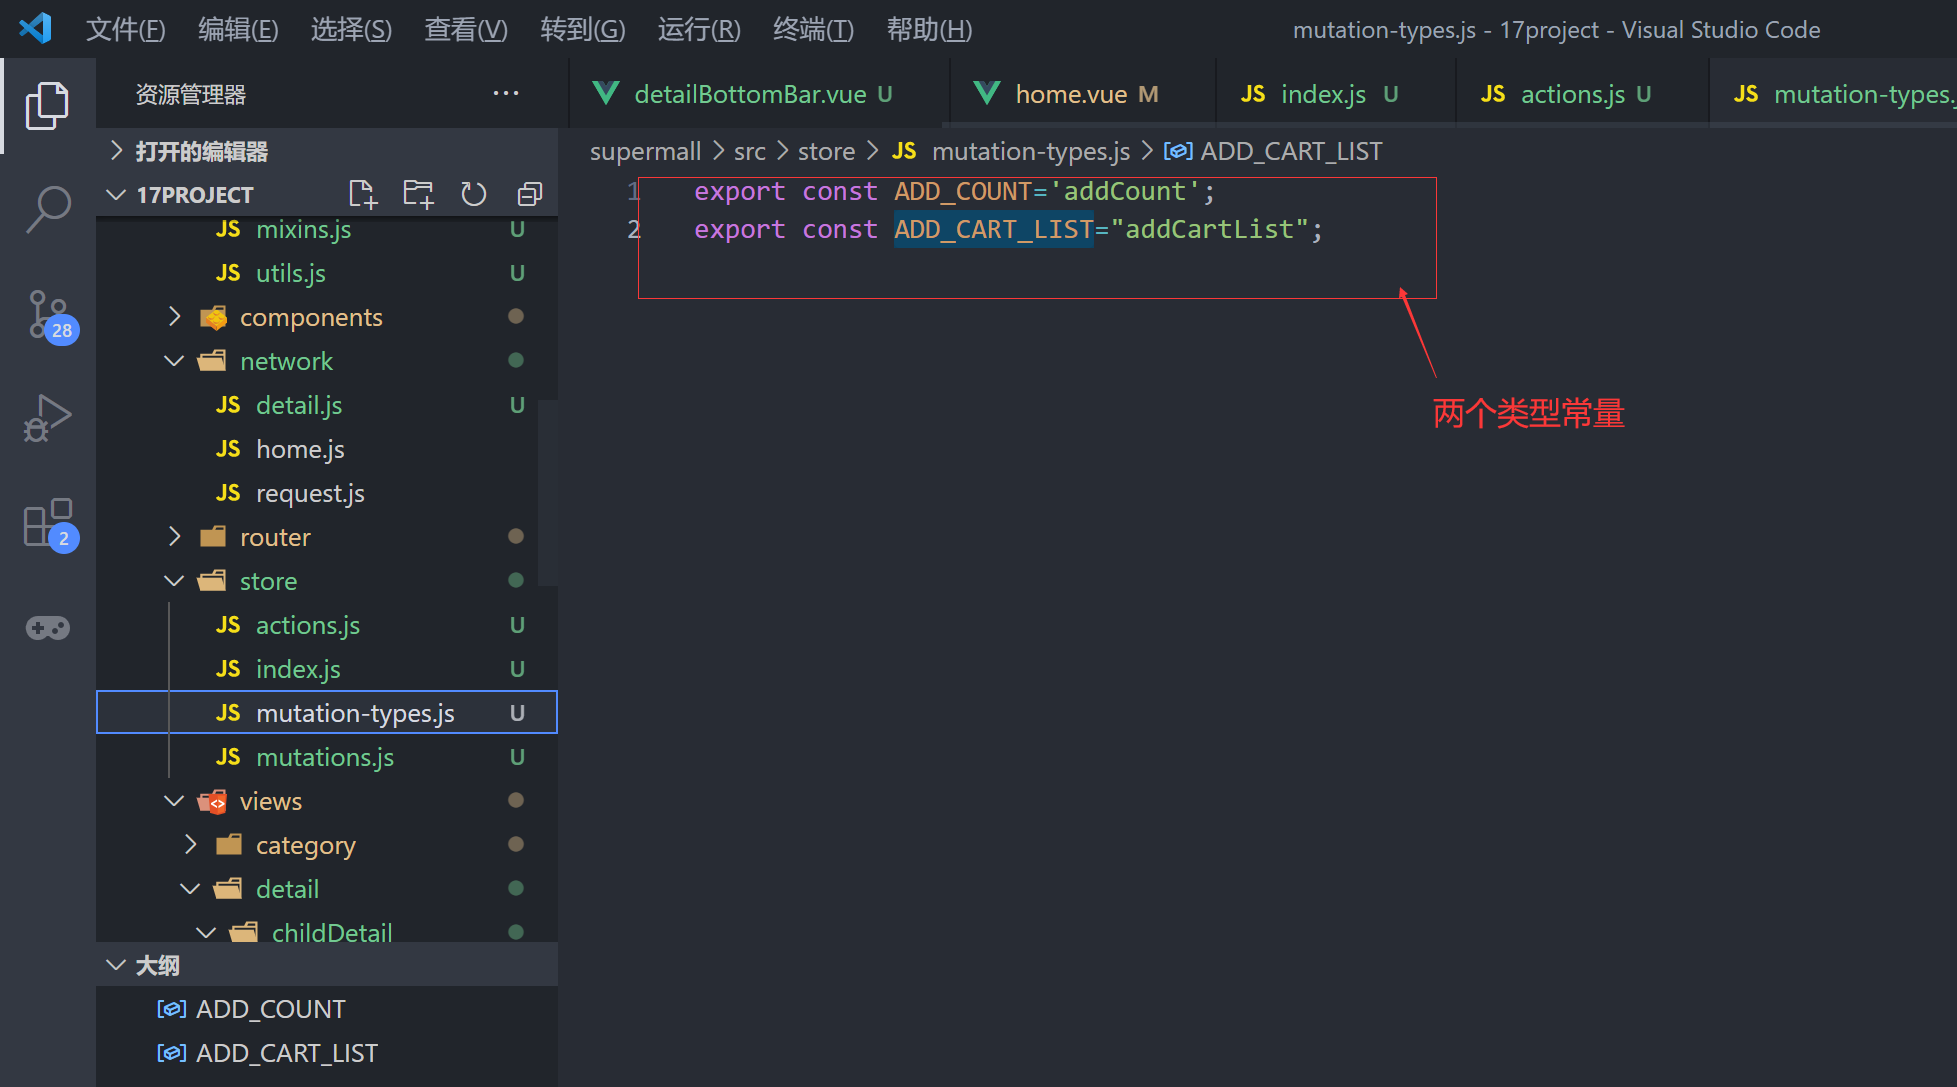 文件(F) 编辑(E) 选择(S) 查看(V) 转到(G) 运行(R) 终端(T) 帮助(H) mutation-types.js - 17project - Visual Studio Code
资源管理器 ···
detailBottomBar.vue U home.vue M JS index.js U JS actions.js U JS mutation-types.
打开的编辑器
supermall > src > store > JS mutation-types.js > ADD_CART_LIST
17PROJECT
1 export const ADD_COUNT='addCount';
2 export const ADD_CART_LIST="addCartList";
两个类型常量
JS mixins.js U
JS utils.js U
components
network
JS detail.js U
JS home.js
JS request.js
router
store
JS actions.js U
JS index.js U
JS mutation-types.js U
JS mutations.js U
views
category
detail
childDetail
28
2
大纲
ADD_COUNT
ADD_CART_LIST